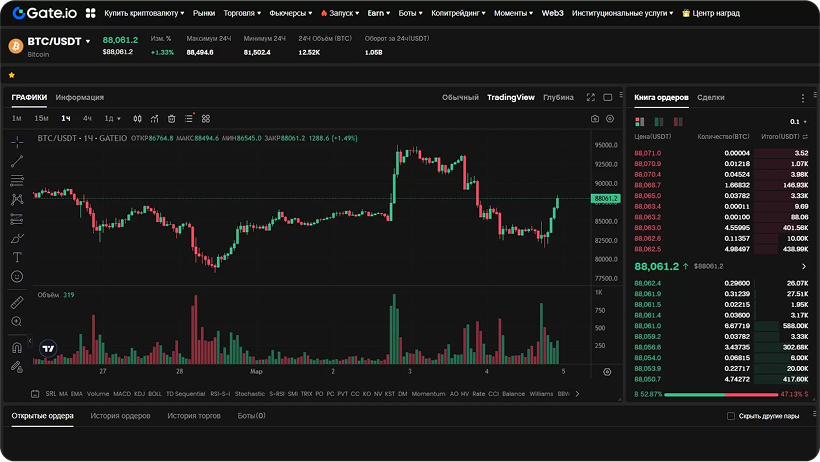 Gate.io Купить криптовалюту Рынки Торговля Фьючерсы Запуск Earn Боты Копитрейдинг Моменты Web3 Институциональные услуги Центр наград
BTC/USDT 88,061.2 Изм. % Максимум 24Ч Минимум 24Ч 24Ч Объём (BTC) Оборот за 24ч(USDT)
Bitcoin $88,061.2 +1.33% 88,494.6 81,502.4 12.52K 1.05B
ГРАФИКИ Информация Обычный TradingView Глубина
1м 15м 1ч 4ч 1д
BTC/USDT · 1Ч · GATEIO ОТКР86764.8 МАКС88494.6 МИН86545.0 ЗАКР88061.2 1288.6 (+1.49%)
95000.0
92500.0
90000.0
88061.2
85000.0
82500.0
80000.0
77500.0
Объём 319
1K
750
500
250
27 28 Мар 2 3 4 5
SRL MA EMA Volume MACD KDJ BOLL TD Sequential RSI-S-I Stochastic S-RSI SMI TRIX PO PC PVT CC KO NV KST DM Momentum AO HV Rate CCI Balance Williams BBW
Книга ордеров Сделки
0.1
Цена(USDT) Количество(BTC) Итого(USDT)
88,071.0 0.00004 3.52
88,070.9 0.01218 1.07K
88,070.4 0.04524 3.98K
88,068.7 1.66832 146.93K
88,065.0 0.03782 3.33K
88,063.4 0.00011 9.69
88,063.2 0.00100 88.06
88,063.0 4.55995 401.58K
88,062.6 0.11357 10.00K
88,062.5 4.98497 438.99K
88,061.2 $88061.2
88,062.4 0.29600 26.07K
88,061.9 0.31239 27.51K
88,061.5 0.02215 1.95K
88,061.4 0.03600 3.17K
88,061.0 6.67719 588.00K
88,059.2 0.03782 3.33K
88,056.6 3.43735 302.68K
88,054.0 0.06815 6.00K
88,053.9 0.22717 20.00K
88,050.7 4.74272 417.60K
B 52.87% 47.13% S
Открытые ордера История ордеров История торгов Боты(0) Скрыть другие пары